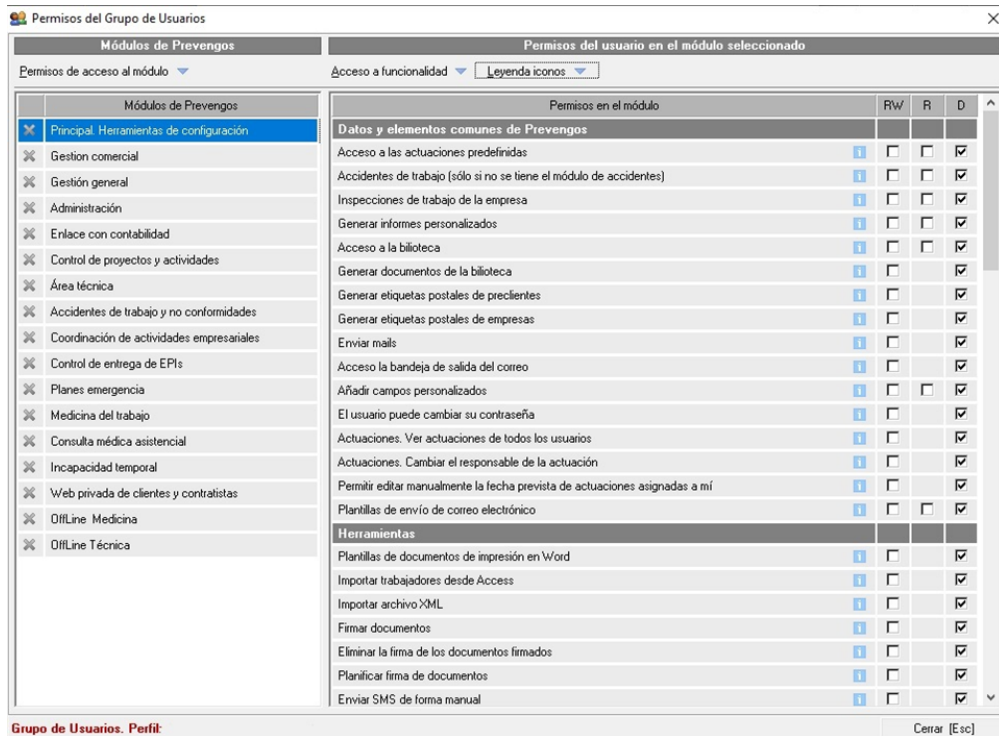 Permisos del Grupo de Usuarios
Módulos de Prevengos
Permisos del usuario en el módulo seleccionado
Permisos de acceso al módulo
Acceso a funcionalidad
Leyenda iconos
Módulos de Prevengos
Principal. Herramientas de configuración
Gestion comercial
Gestión general
Administración
Enlace con contabilidad
Control de proyectos y actividades
Área técnica
Accidentes de trabajo y no conformidades
Coordinación de actividades empresariales
Control de entrega de EPIs
Planes emergencia
Medicina del trabajo
Consulta médica asistencial
Incapacidad temporal
Web privada de clientes y contratistas
OffLine Medicina
OffLine Técnica
Permisos en el módulo RW R D
Datos y elementos comunes de Prevengos
Acceso a las actuaciones predefinidas
Accidentes de trabajo (sólo si no se tiene el módulo de accidentes)
Inspecciones de trabajo de la empresa
Generar informes personalizados
Acceso a la bilioteca
Generar documentos de la bilioteca
Generar etiquetas postales de preclientes
Generar etiquetas postales de empresas
Enviar mails
Acceso la bandeja de salida del correo
Añadir campos personalizados
El usuario puede cambiar su contraseña
Actuaciones. Ver actuaciones de todos los usuarios
Actuaciones. Cambiar el responsable de la actuación
Permitir editar manualmente la fecha prevista de actuaciones asignadas a mí
Plantillas de envío de correo electrónico
Herramientas
Plantillas de documentos de impresión en Word
Importar trabajadores desde Access
Importar archivo XML
Firmar documentos
Eliminar la firma de los documentos firmados
Planificar firma de documentos
Enviar SMS de forma manual
Grupo de Usuarios. Perfil:
Cerrar [Esc]